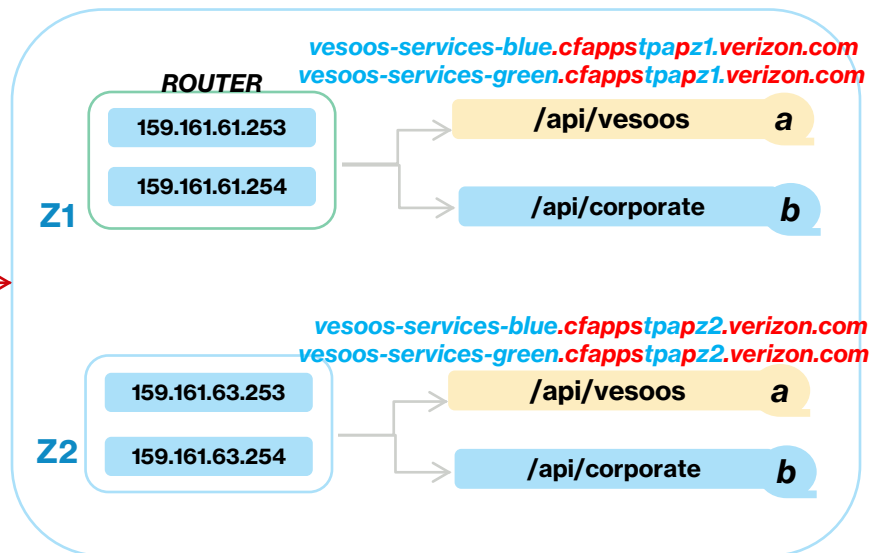 vesoos-services-blue.cfappstpapz1.verizon.com
vesoos-services-green.cfappstpapz1.verizon.com
ROUTER
159.161.61.253
159.161.61.254
Z1
/api/vesoos a
/api/corporate b
vesoos-services-blue.cfappstpapz2.verizon.com
vesoos-services-green.cfappstpapz2.verizon.com
159.161.63.253
159.161.63.254
Z2
/api/vesoos a
/api/corporate b